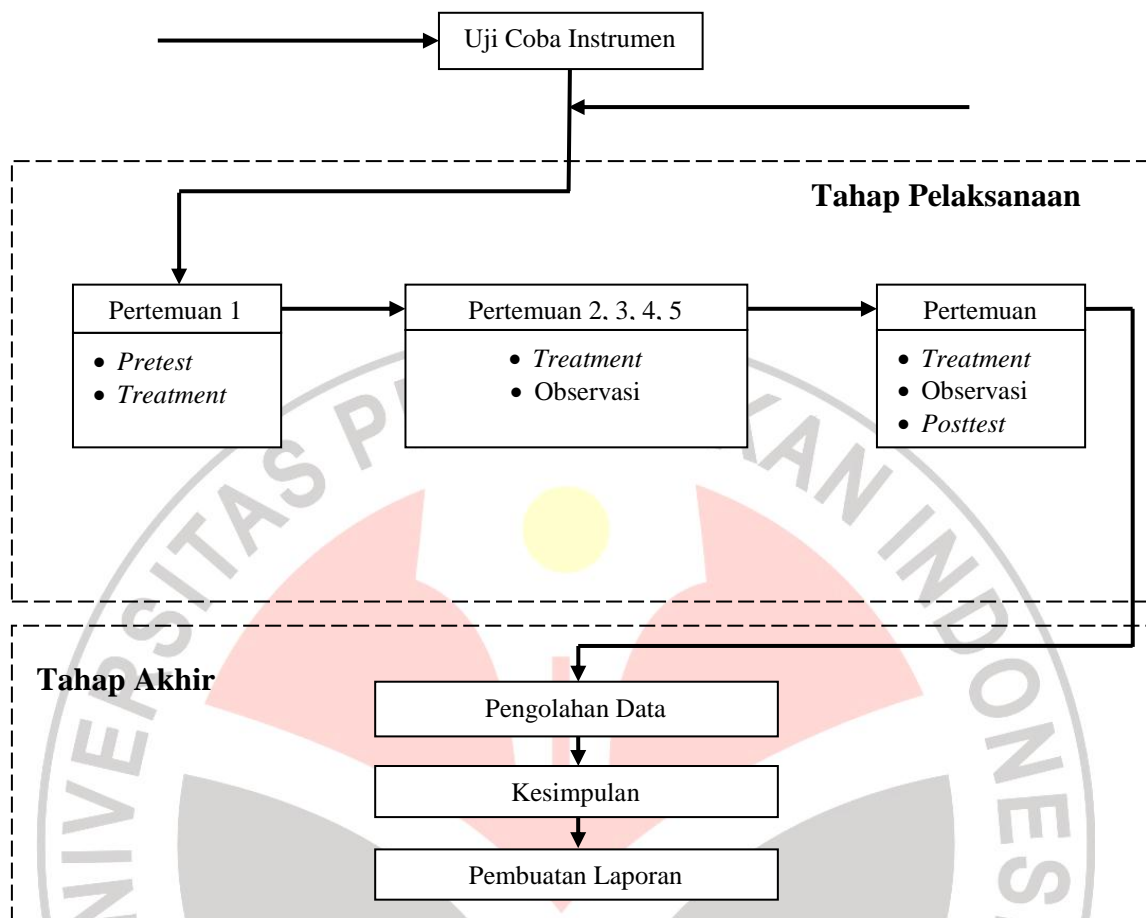 Uji Coba Instrumen
Tahap Pelaksanaan
Pertemuan 1
• Pretest
• Treatment
Pertemuan 2, 3, 4, 5
• Treatment
• Observasi
Pertemuan
• Treatment
• Observasi
• Posttest
Tahap Akhir
Pengolahan Data
Kesimpulan
Pembuatan Laporan